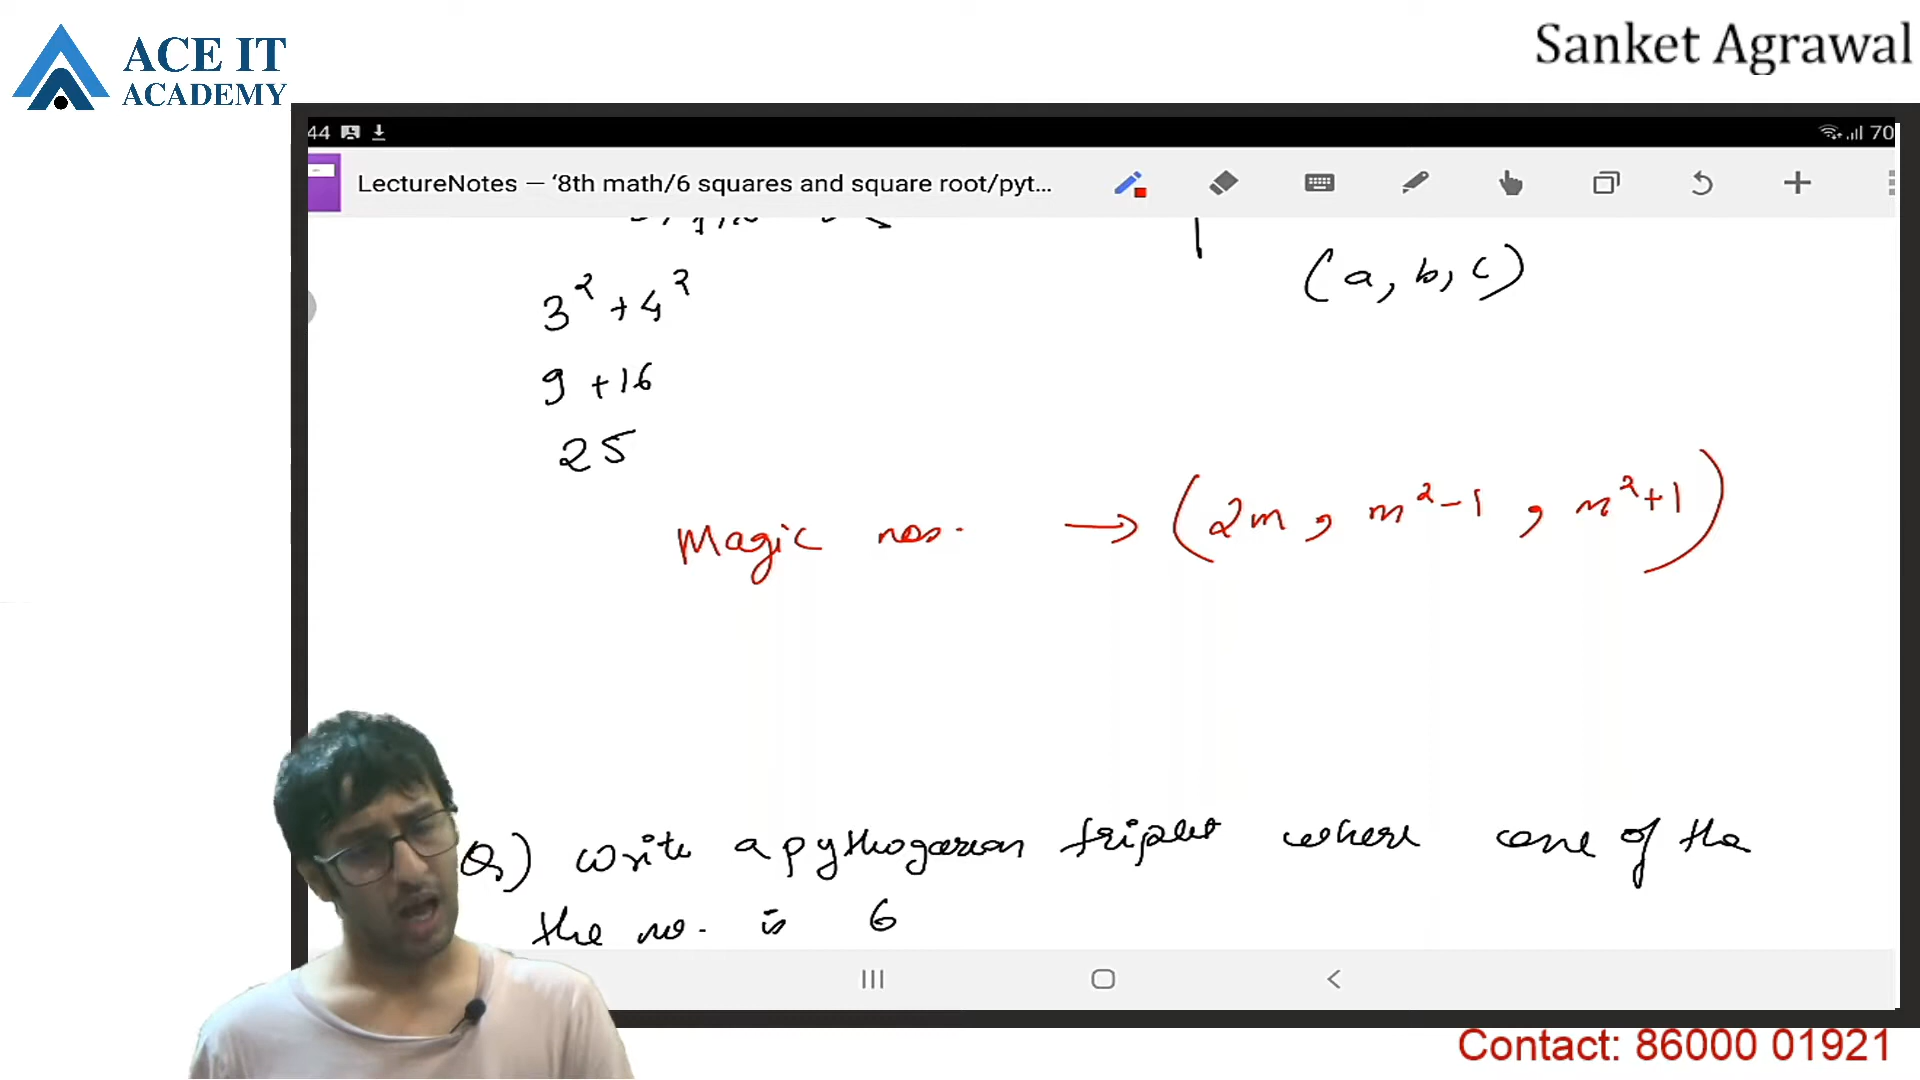 ACE IT
ACADEMY
Sanket Agrawal
44
70
LectureNotes — ‘8th math/6 squares and square root/pyt...
(a, b, c)
3² + 4²
9 + 16
25
Magic nos. → (2m, m²-1, m²+1)
Q) write a pythogorean triplet where one of the
the no. is 6
Contact: 86000 01921